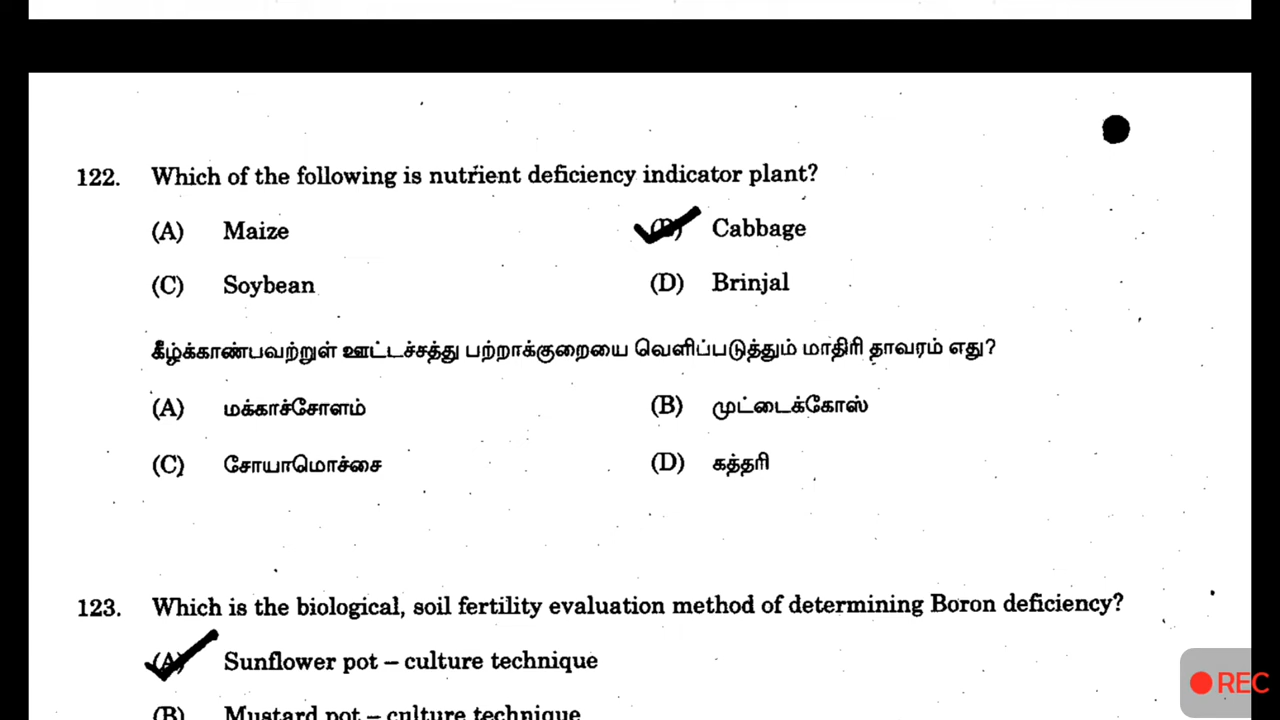 122. Which of the following is nutrient deficiency indicator plant?
(A) Maize (B) Cabbage
(C) Soybean (D) Brinjal
கீழ்க்காண்பவற்றுள் ஊட்டச்சத்து பற்றாக்குறையை வெளிப்படுத்தும் மாதிரி தாவரம் எது?
(A) மக்காச்சோளம் (B) முட்டைக்கோஸ்
(C) சோயாமொச்சை (D) கத்தரி
123. Which is the biological, soil fertility evaluation method of determining Boron deficiency?
(A) Sunflower pot – culture technique
REC
(B) Mustard pot – culture technique